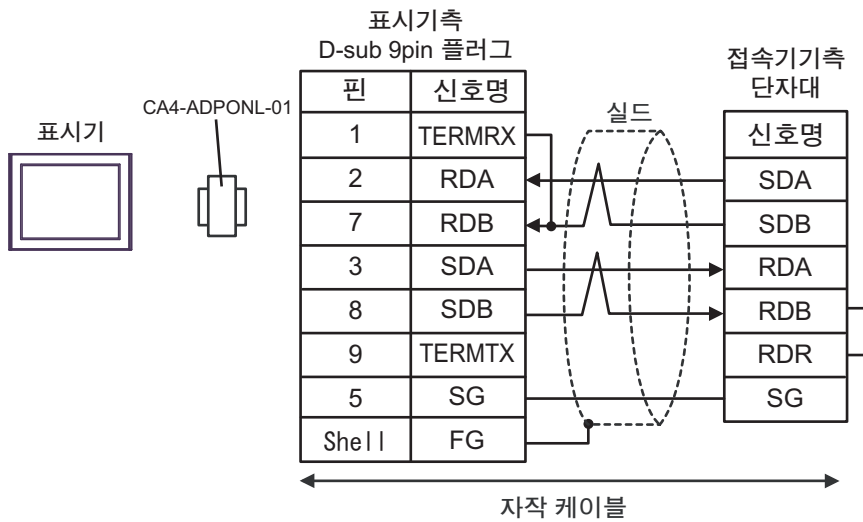 표시기측
D-sub 9pin 플러그
접속기기측
단자대
CA4-ADPONL-01
표시기
실드
핀 신호명
1 TERMRX
2 RDA
7 RDB
3 SDA
8 SDB
9 TERMTX
5 SG
Shell FG
신호명
SDA
SDB
RDA
RDB
RDR
SG
자작 케이블